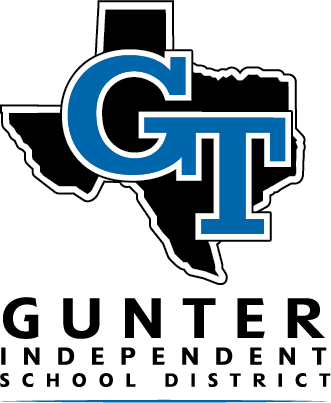 GT
GUNTER
INDEPENDENT
SCHOOL DISTRICT